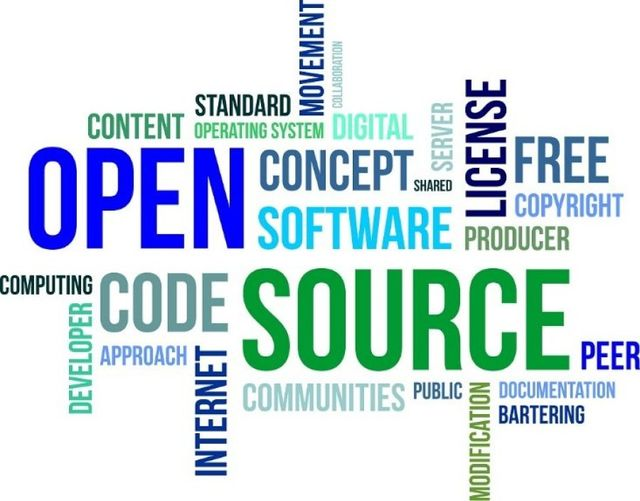 MOVEMENT
COLLABORATION
STANDARD
CONTENT
OPERATING SYSTEM
DIGITAL
SERVER
LICENSE
FREE
OPEN
CONCEPT
SHARED
COPYRIGHT
SOFTWARE
PRODUCER
COMPUTING
CODE
SOURCE
DEVELOPER
APPROACH
INTERNET
PEER
COMMUNITIES
PUBLIC
MODIFICATION
DOCUMENTATION
BARTERING